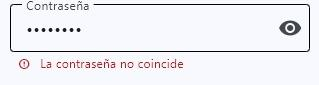 Contraseña
••••••••
La contraseña no coincide